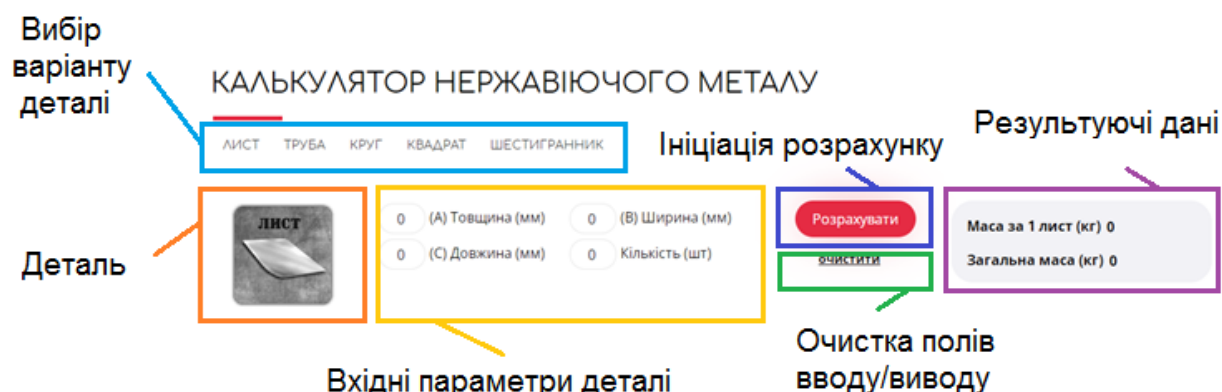 Вибір
варіанту
деталі
КАЛЬКУЛЯТОР НЕРЖАВІЮЧОГО МЕТАЛУ
ЛИСТ ТРУБА КРУГ КВАДРАТ ШЕСТИГРАННИК
Ініціація розрахунку
Результуючі дані
Деталь
ЛИСТ
0 (A) Товщина (мм) 0 (B) Ширина (мм)
0 (C) Довжина (мм) 0 Кількість (шт)
Розрахувати
очистити
Маса за 1 лист (кг) 0
Загальна маса (кг) 0
Вхідні параметри деталі
Очистка полів
вводу/виводу